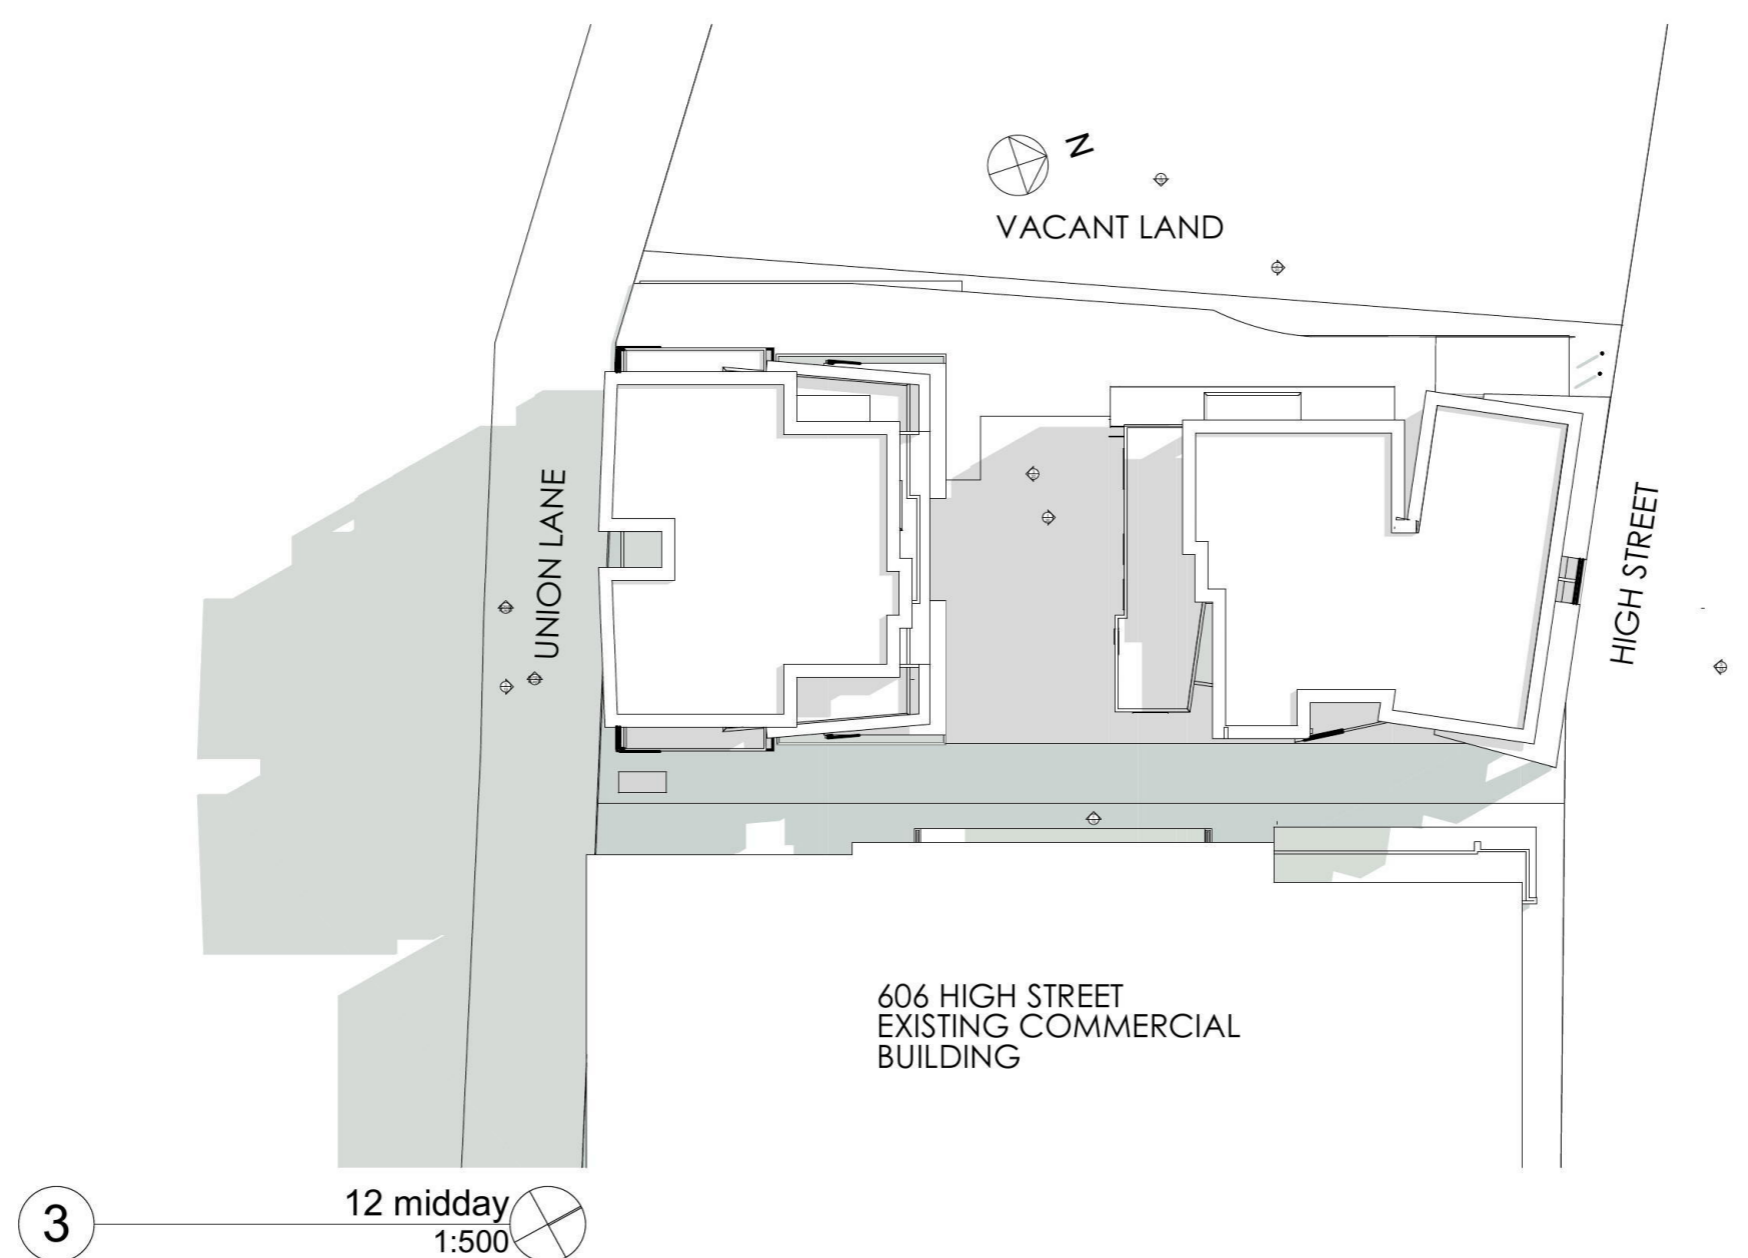 N
VACANT LAND
UNION LANE
HIGH STREET
606 HIGH STREET
EXISTING COMMERCIAL
BUILDING
3
12 midday
1:500